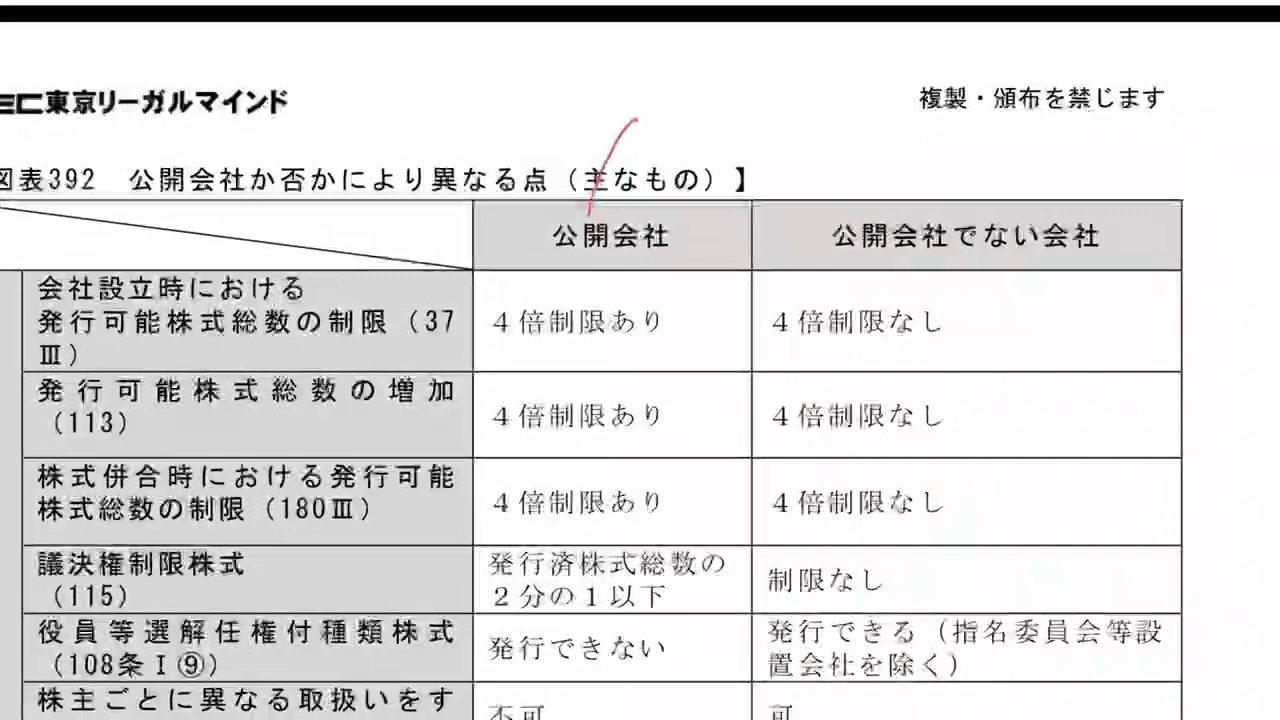 東京リーガルマインド
複製・頒布を禁じます
図表392 公開会社か否かにより異なる点（主なもの）】
公開会社
公開会社でない会社
会社設立時における
発行可能株式総数の制限（37
Ⅲ）
４倍制限あり
４倍制限なし
発行可能株式総数の増加
（113）
４倍制限あり
４倍制限なし
株式併合時における発行可能
株式総数の制限（180Ⅲ）
４倍制限あり
４倍制限なし
議決権制限株式
（115）
発行済株式総数の
２分の１以下
制限なし
役員等選解任権付種類株式
（108条Ⅰ⑨）
発行できない
発行できる（指名委員会等設
置会社を除く）
株主ごとに異なる取扱いをす
不可
可